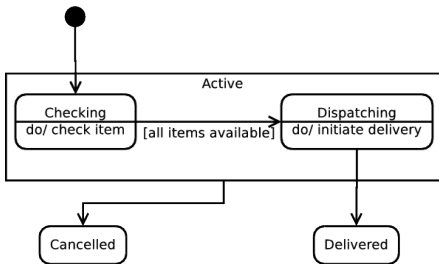 Active
Checking
do/ check item
[all items available]
Dispatching
do/ initiate delivery
Cancelled
Delivered